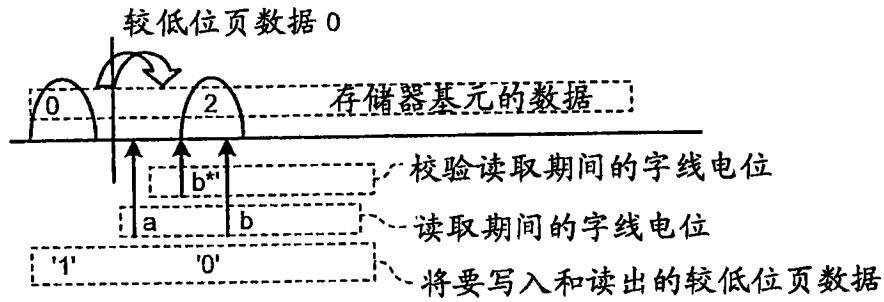 较低位页数据 0
0 2 存储器基元的数据
b*' 校验读取期间的字线电位
a b 读取期间的字线电位
'1' '0' 将要写入和读出的较低位页数据